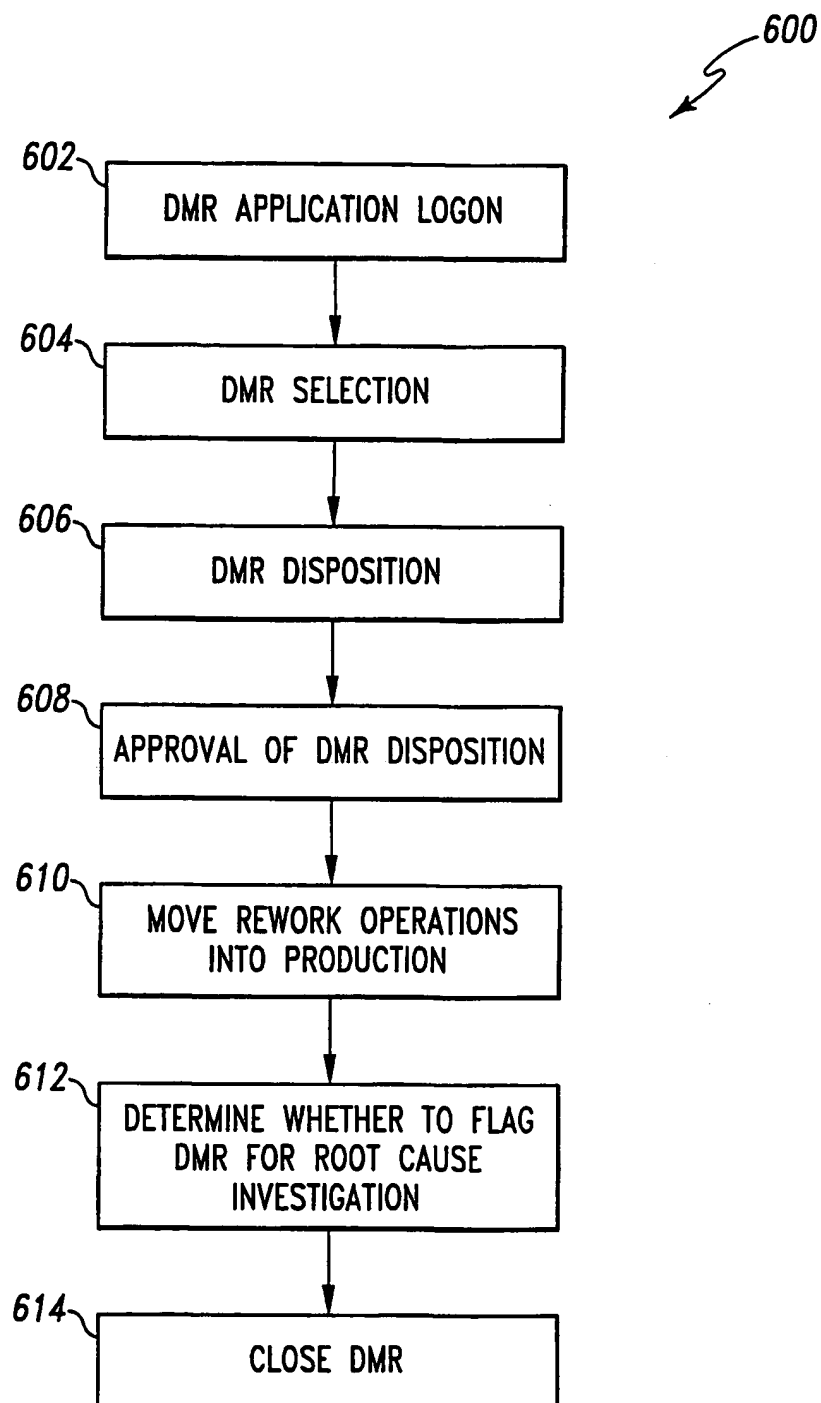 600
602
DMR APPLICATION LOGON
604
DMR SELECTION
606
DMR DISPOSITION
608
APPROVAL OF DMR DISPOSITION
610
MOVE REWORK OPERATIONS
INTO PRODUCTION
612
DETERMINE WHETHER TO FLAG
DMR FOR ROOT CAUSE
INVESTIGATION
614
CLOSE DMR